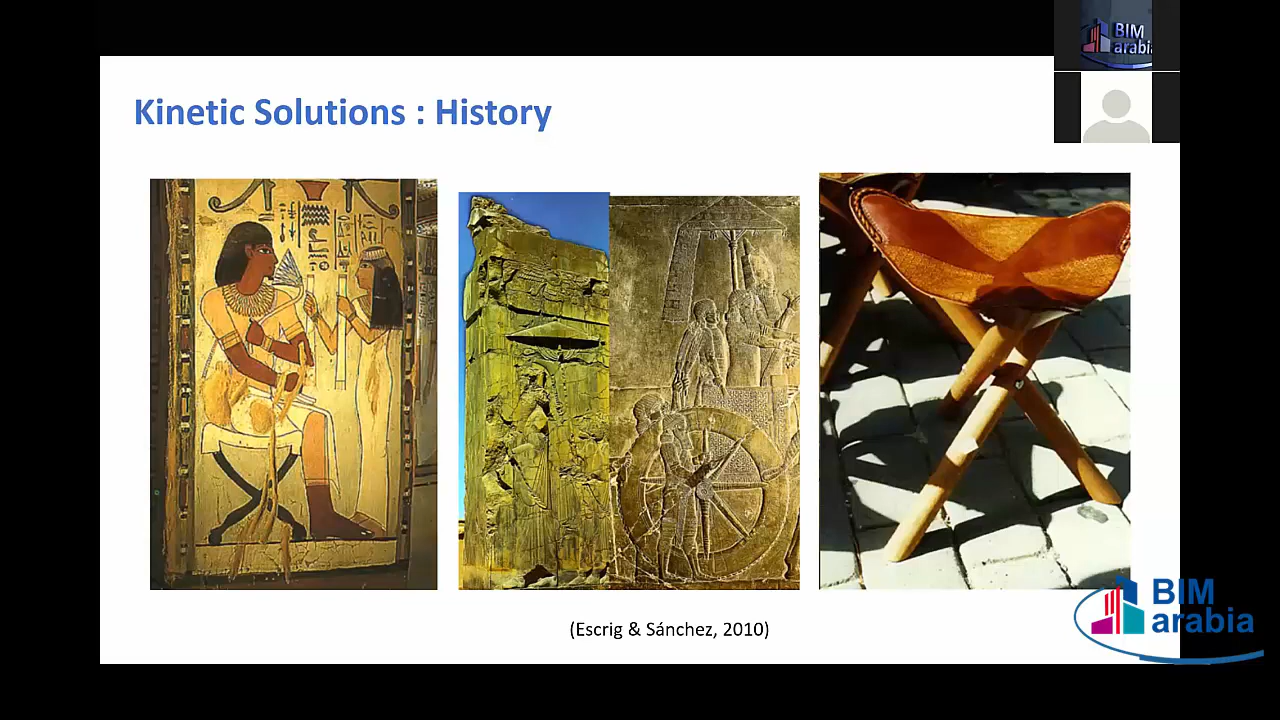 BIM
arabia
Kinetic Solutions : History
(Escrig & Sánchez, 2010)
BIM
arabia